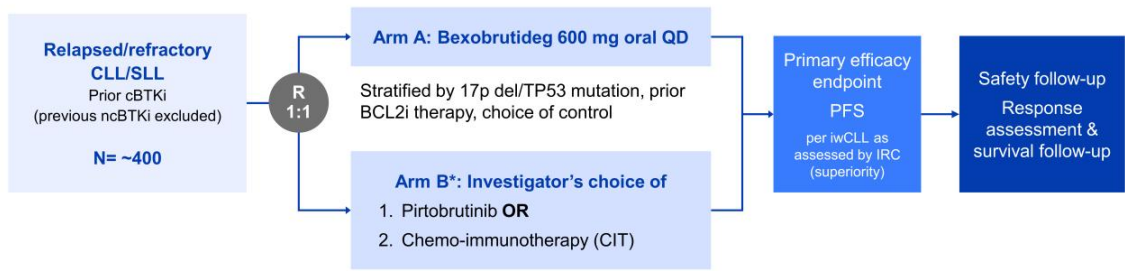 Relapsed/refractory
CLL/SLL
Prior cBTKi
(previous ncBTKi excluded)
N= ~400
R
1:1
Arm A: Bexobrutideg 600 mg oral QD
Stratified by 17p del/TP53 mutation, prior
BCL2i therapy, choice of control
Arm B*: Investigator’s choice of
1. Pirtobrutinib OR
2. Chemo-immunotherapy (CIT)
Primary efficacy
endpoint
PFS
per iwCLL as
assessed by IRC
(superiority)
Safety follow-up
Response
assessment &
survival follow-up